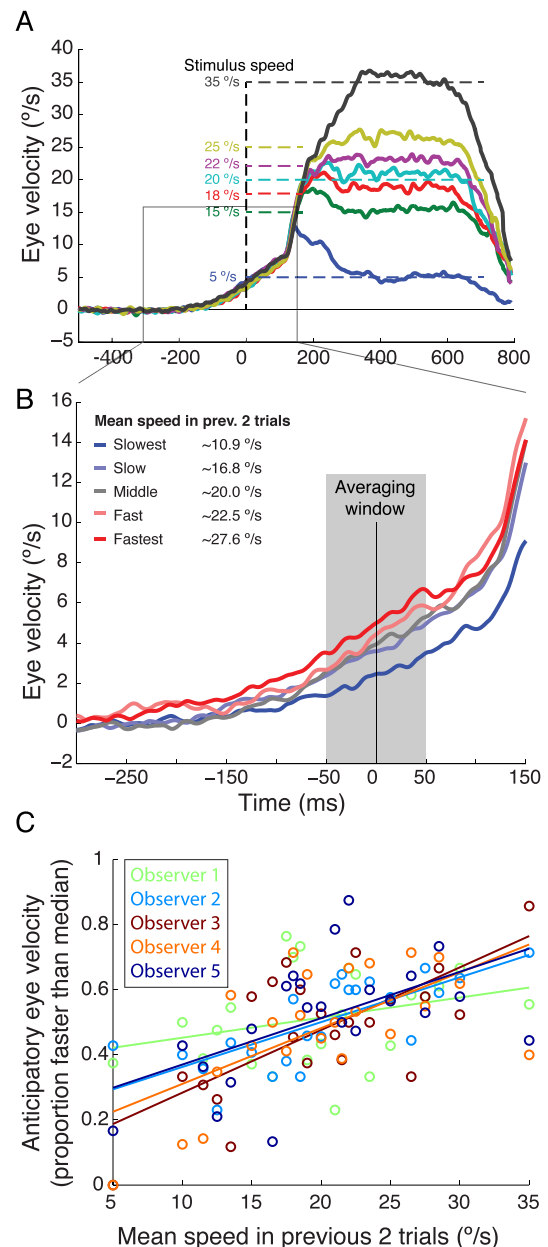 A
Eye velocity (º/s)
Stimulus speed
40
35
30
25
20
15
10
5
0
−5
35 º/s
25 º/s
22 º/s
20 º/s
18 º/s
15 º/s
5 º/s
-400 -200 0 200 400 600 800
B
Eye velocity (º/s)
16
14
12
10
8
6
4
2
0
−2
Mean speed in prev. 2 trials
Slowest ~10.9 º/s
Slow ~16.8 º/s
Middle ~20.0 º/s
Fast ~22.5 º/s
Fastest ~27.6 º/s
Averaging
window
−250 −150 −50 0 50 150
Time (ms)
C
Anticipatory eye velocity
(proportion faster than median)
1
0.8
0.6
0.4
0.2
0
Observer 1
Observer 2
Observer 3
Observer 4
Observer 5
5 10 15 20 25 30 35
Mean speed in previous 2 trials (º/s)